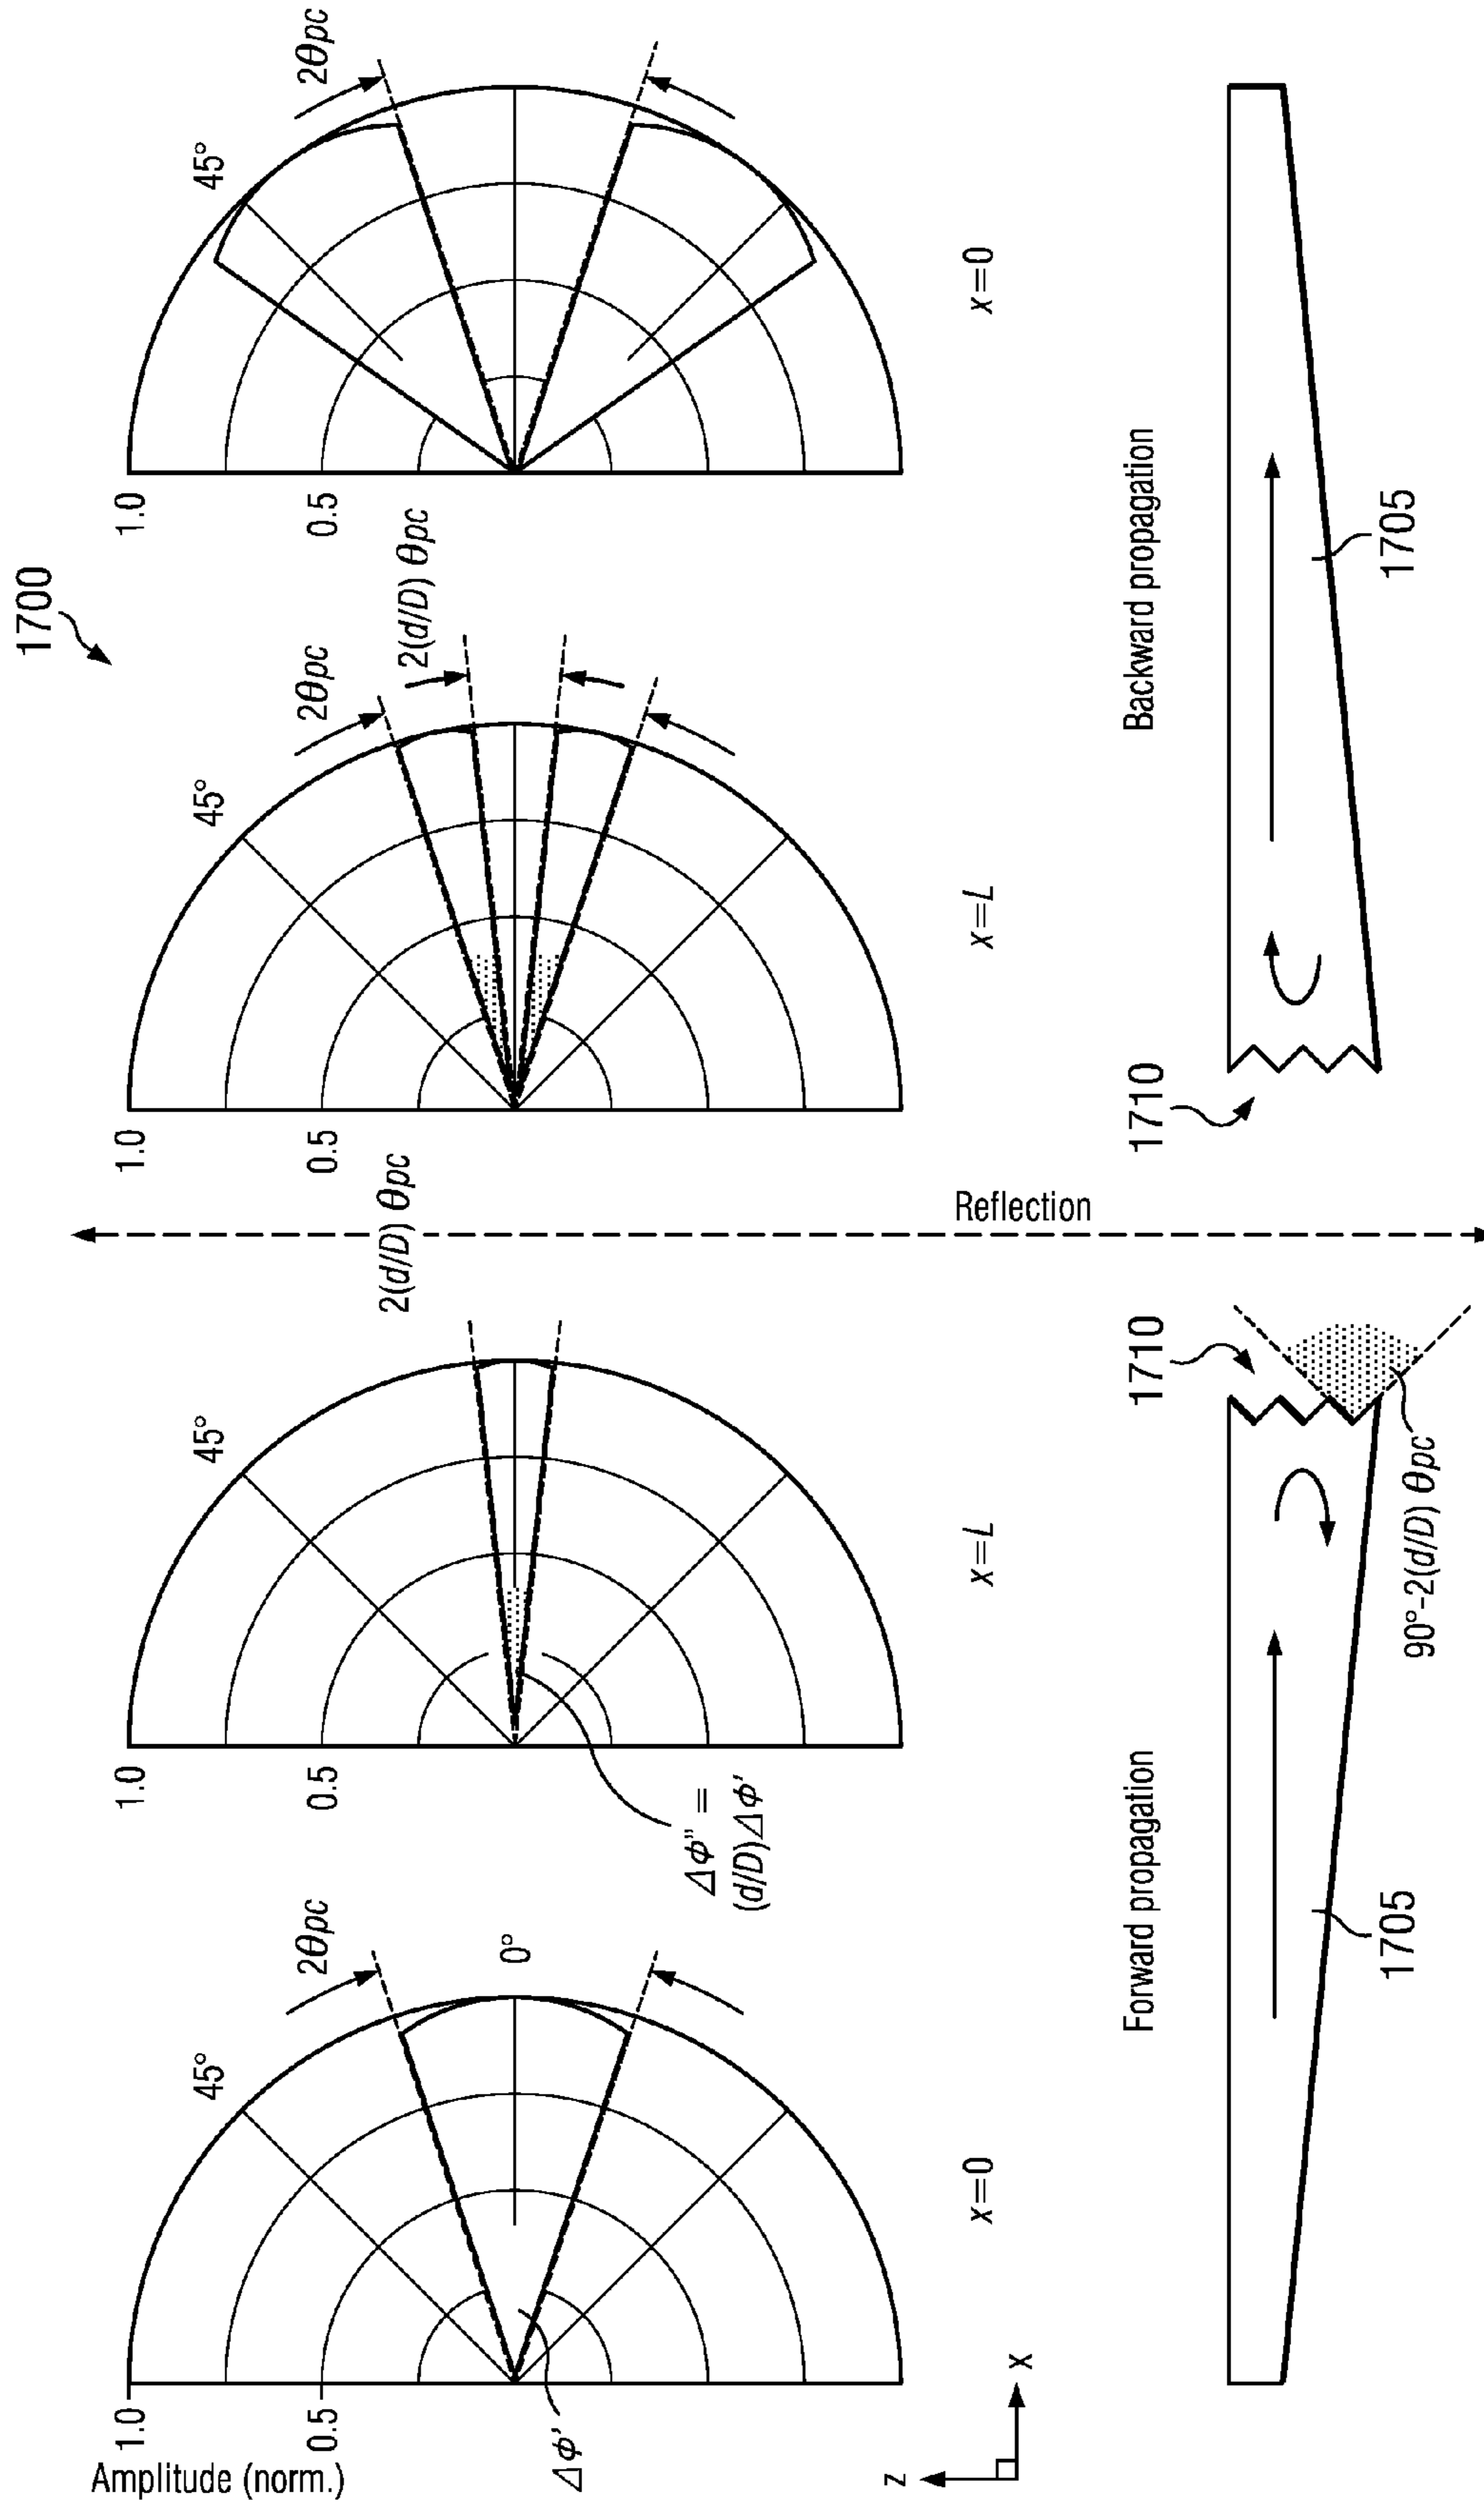 1700
Amplitude (norm.)
1.0
0.5
Δϕ'
45°
0°
2θpc
x=0
1.0
0.5
45°
Δϕ" =
(d/D)Δϕ'
2(d/D) θpc
x=L
1.0
0.5
45°
2θpc
2(d/D) θpc
x=L
1.0
0.5
45°
2θpc
x=0
Reflection
z
x
Forward propagation
1705
1710
90°-2(d/D) θpc
Backward propagation
1710
1705